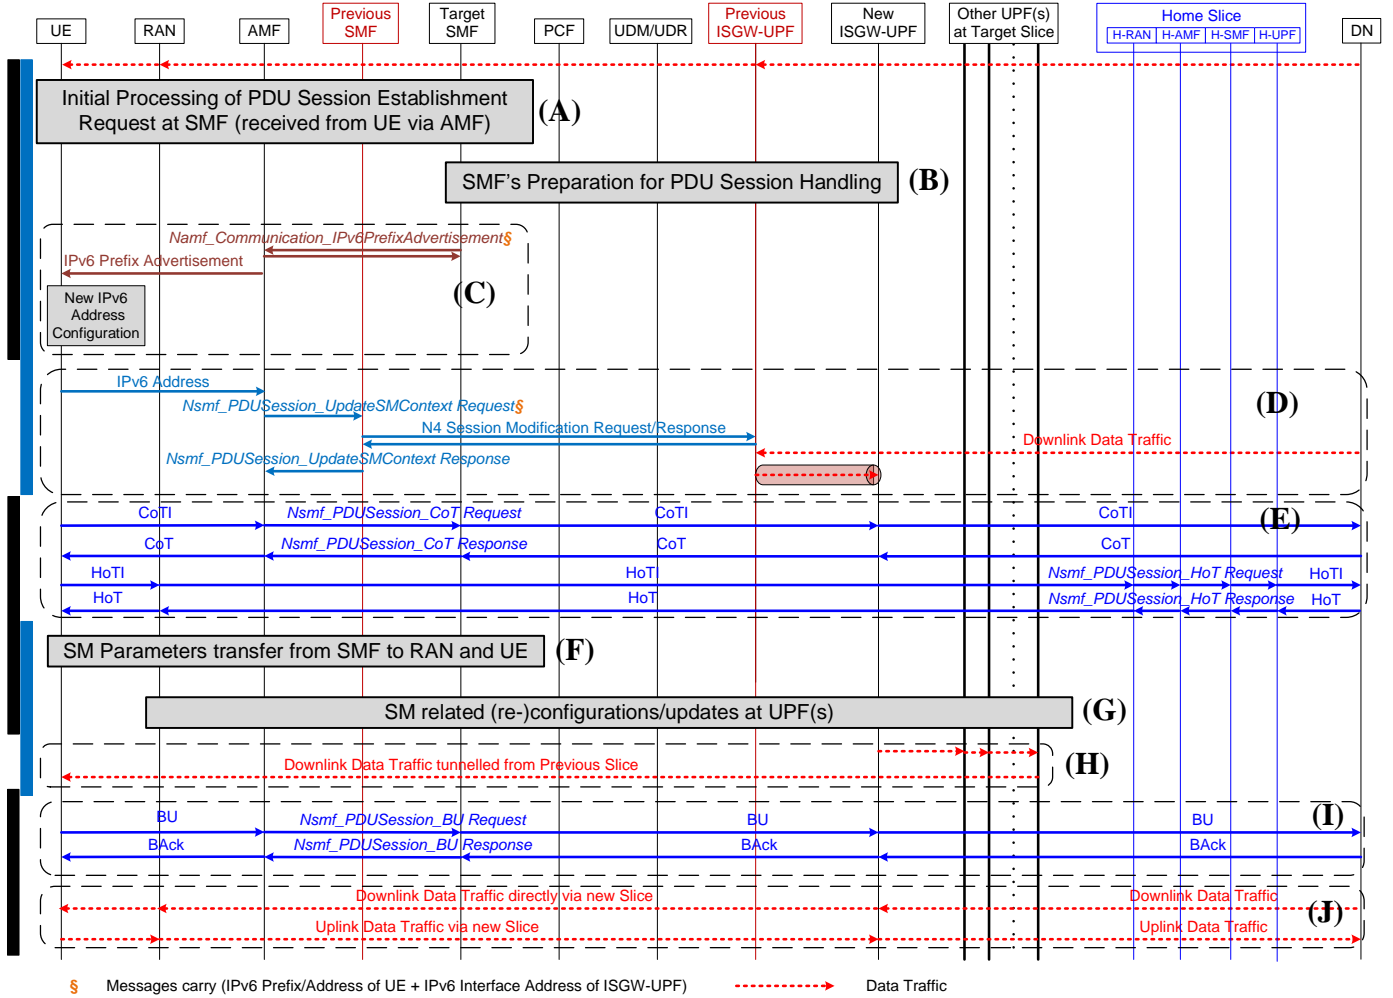 UE
RAN
AMF
Previous
SMF
Target
SMF
PCF
UDM/UDR
Previous
ISGW-UPF
New
ISGW-UPF
Other UPF(s)
at Target Slice
Home Slice
H-RAN
H-AMF
H-SMF
H-UPF
DN
Initial Processing of PDU Session Establishment
Request at SMF (received from UE via AMF)
(A)
SMF's Preparation for PDU Session Handling
(B)
Namf_Communication_IPv6PrefixAdvertisement§
IPv6 Prefix Advertisement
(C)
New IPv6
Address
Configuration
IPv6 Address
(D)
Nsmf_PDUSession_UpdateSMContext Request§
N4 Session Modification Request/Response
Downlink Data Traffic
Nsmf_PDUSession_UpdateSMContext Response
CoTI
Nsmf_PDUSession_CoT Request
CoTI
CoTI
(E)
CoT
Nsmf_PDUSession_CoT Response
CoT
CoT
HoTI
HoTI
Nsmf_PDUSession_HoT Request
HoTI
HoT
HoT
Nsmf_PDUSession_HoT Response
HoT
SM Parameters transfer from SMF to RAN and UE
(F)
SM related (re-)configurations/updates at UPF(s)
(G)
Downlink Data Traffic tunnelled from Previous Slice
(H)
BU
Nsmf_PDUSession_BU Request
BU
BU
(I)
BAck
Nsmf_PDUSession_BU Response
BAck
BAck
Downlink Data Traffic directly via new Slice
Downlink Data Traffic
(J)
Uplink Data Traffic via new Slice
Uplink Data Traffic
§ Messages carry (IPv6 Prefix/Address of UE + IPv6 Interface Address of ISGW-UPF)
Data Traffic